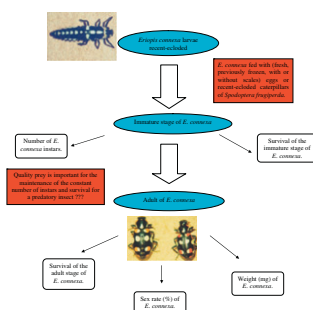 Eriopis connexa larvae
recent-ecloded
E. connexa fed with (fresh,
previously frozen, with or
without scales) eggs or
recent-ecloded caterpillars
of Spodoptera frugiperda.
Immature stage of E. connexa
Number of E.
connexa instars.
Survival of the
immature stage of E.
connexa.
Quality prey is important for the
maintenance of the constant
number of instars and survival for
a predatory insect ???
Adult of E. connexa
Survival of the
adult stage of
E. connexa.
Sex rate (%) of
E. connexa.
Weight (mg) of
E. connexa.